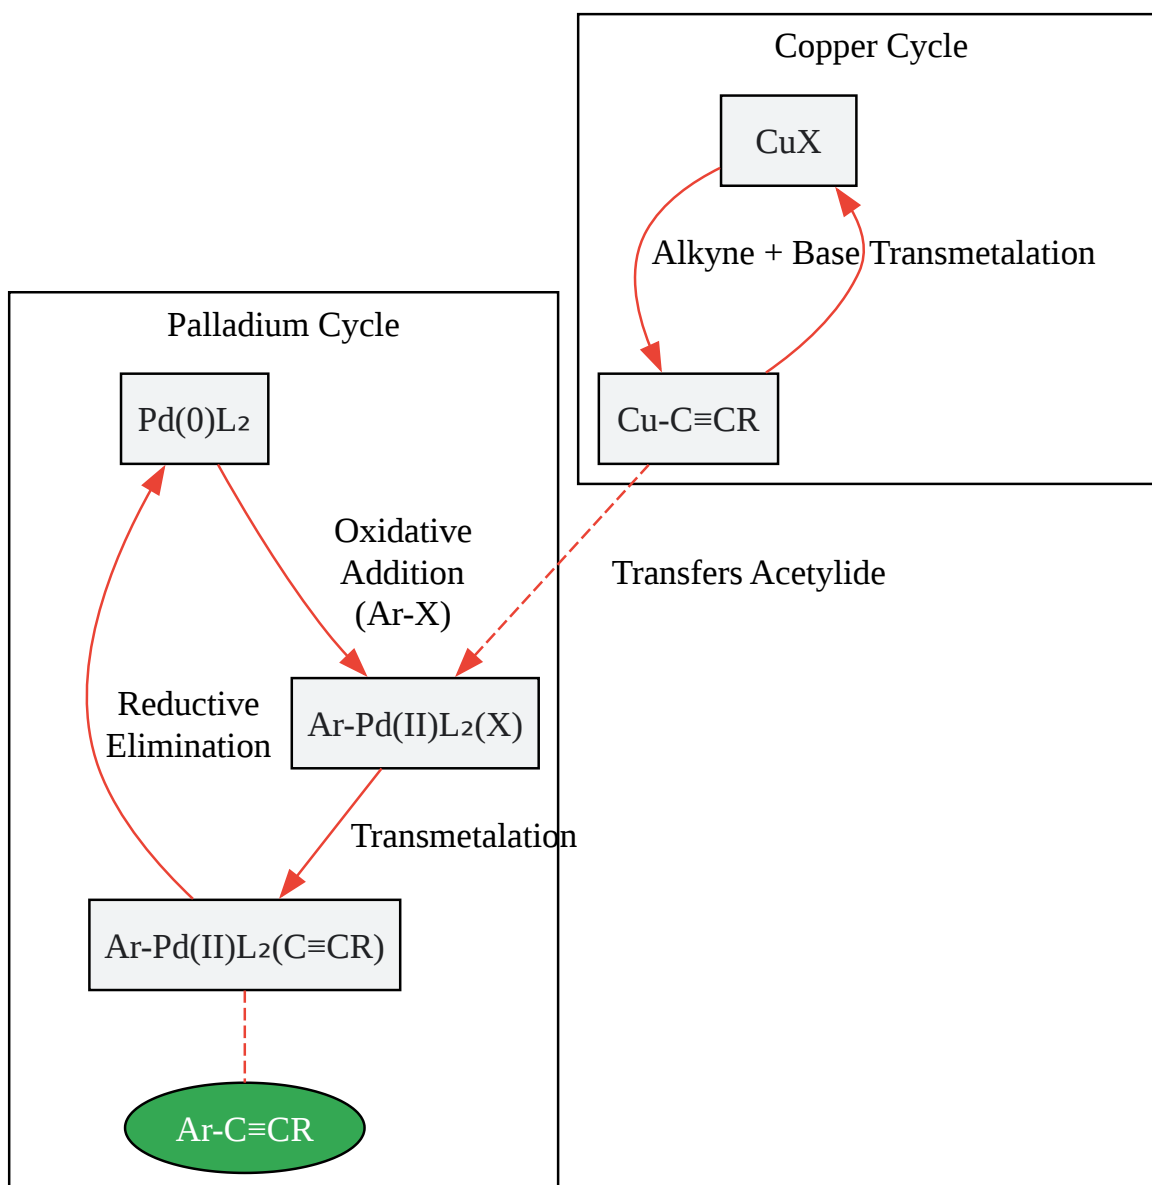 Copper Cycle
CuX
Alkyne + Base
Transmetalation
Cu-C≡CR
Transfers Acetylide
Palladium Cycle
Pd(0)L₂
Oxidative
Addition
(Ar-X)
Ar-Pd(II)L₂(X)
Reductive
Elimination
Transmetalation
Ar-Pd(II)L₂(C≡CR)
Ar-C≡CR